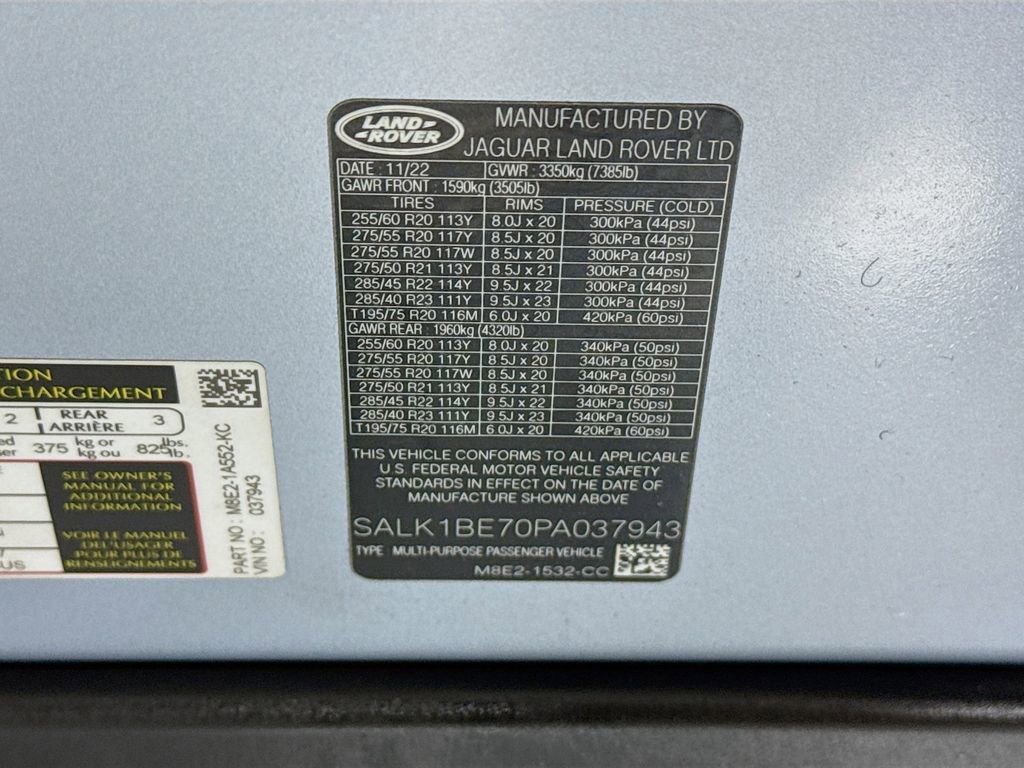 LAND-
-ROVER
MANUFACTURED BY
JAGUAR LAND ROVER LTD
DATE : 11/22 GVWR : 3350kg (7385lb)
GAWR FRONT : 1590kg (3505lb)
TIRES RIMS PRESSURE (COLD)
255/60 R20 113Y 8.0J x 20 300kPa (44psi)
275/55 R20 117Y 8.5J x 20 300kPa (44psi)
275/55 R20 117W 8.5J x 20 300kPa (44psi)
275/50 R21 113Y 8.5J x 21 300kPa (44psi)
285/45 R22 114Y 9.5J x 22 300kPa (44psi)
285/40 R23 111Y 9.5J x 23 300kPa (44psi)
T195/75 R20 116M 6.0J x 20 420kPa (60psi)
GAWR REAR : 1960kg (4320lb)
255/60 R20 113Y 8.0J x 20 340kPa (50psi)
275/55 R20 117Y 8.5J x 20 340kPa (50psi)
275/55 R20 117W 8.5J x 20 340kPa (50psi)
275/50 R21 113Y 8.5J x 21 340kPa (50psi)
285/45 R22 114Y 9.5J x 22 340kPa (50psi)
285/40 R23 111Y 9.5J x 23 340kPa (50psi)
T195/75 R20 116M 6.0J x 20 420kPa (60psi)
THIS VEHICLE CONFORMS TO ALL APPLICABLE
U.S. FEDERAL MOTOR VEHICLE SAFETY
STANDARDS IN EFFECT ON THE DATE OF
MANUFACTURE SHOWN ABOVE
SALK1BE70PA037943
TYPE : MULTI-PURPOSE PASSENGER VEHICLE
M8E2-1532-CC
TION
CHARGEMENT
2 REAR 3
ARRIÈRE
ed 375 kg or 825 lbs.
ser kg ou lb.
SEE OWNER'S
MANUAL FOR
ADDITIONAL
INFORMATION
VOIR LE MANUEL
DE L'USAGER
POUR PLUS DE
RENSEIGNEMENTS
US
PART NO : M8E2-1A552-KC
VIN NO : 037943